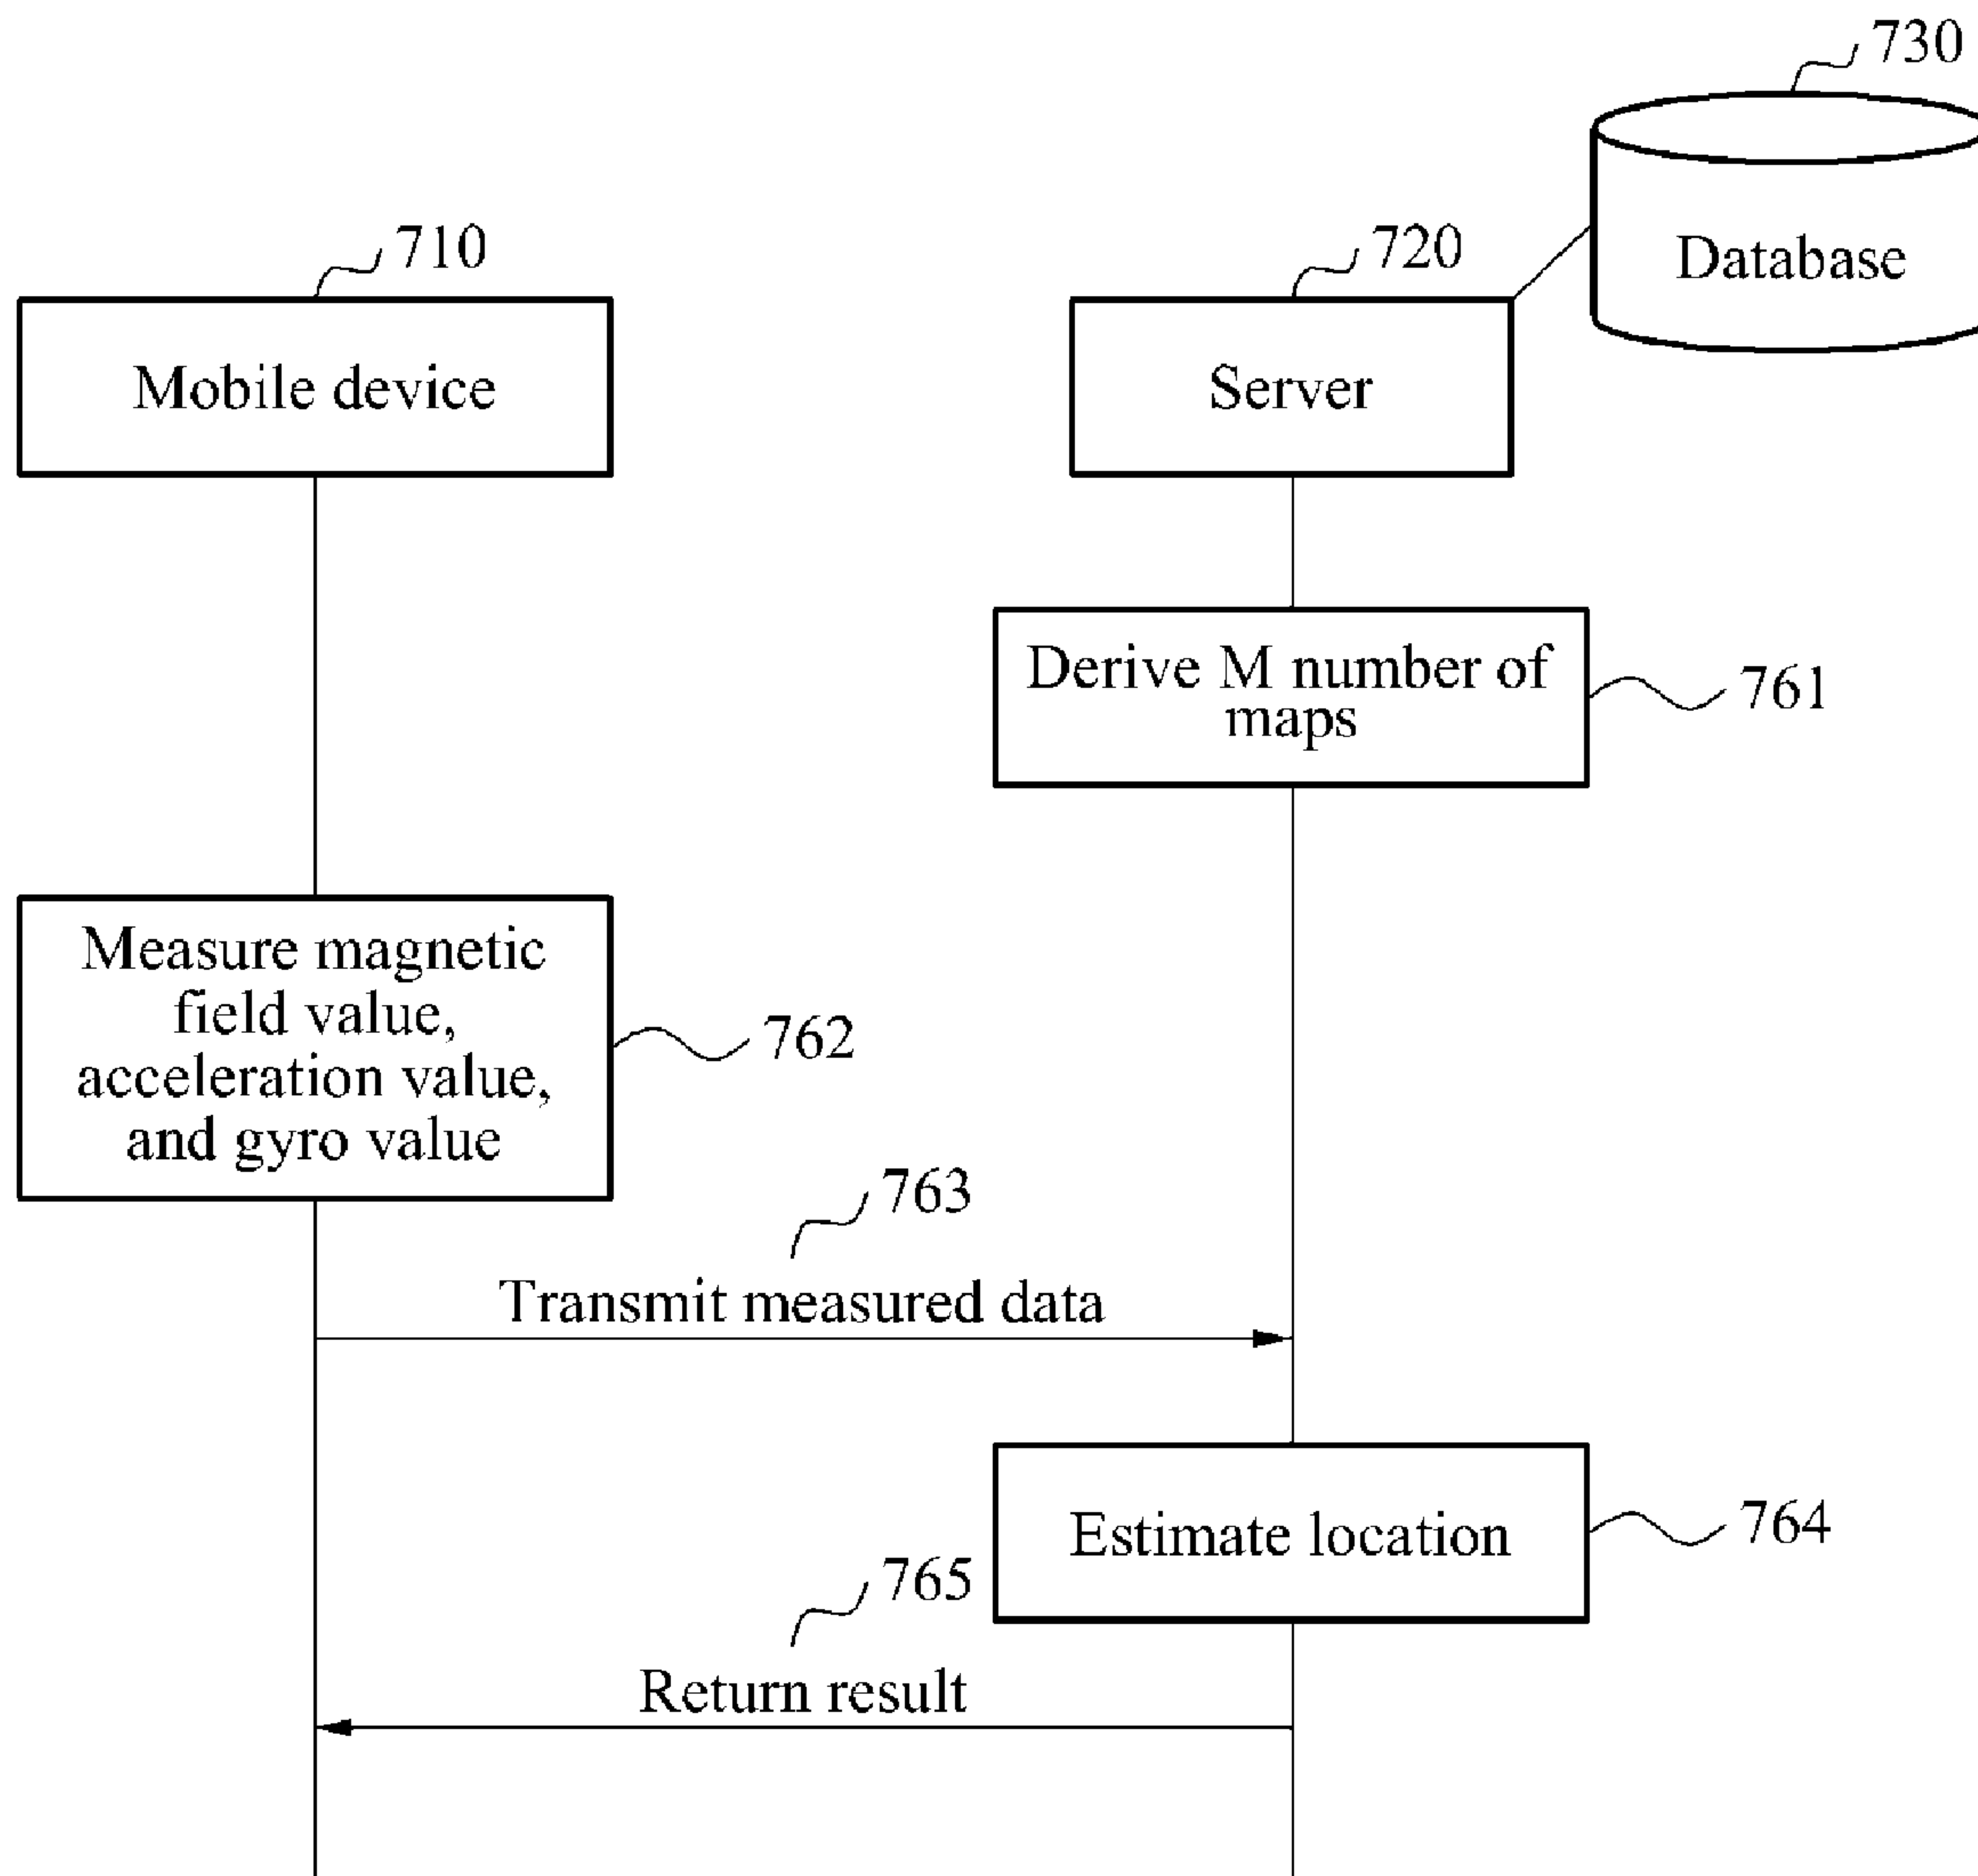 730
Database
710
720
Mobile device
Server
Derive M number of
maps
761
Measure magnetic
field value,
acceleration value,
and gyro value
762
763
Transmit measured data
Estimate location
764
765
Return result